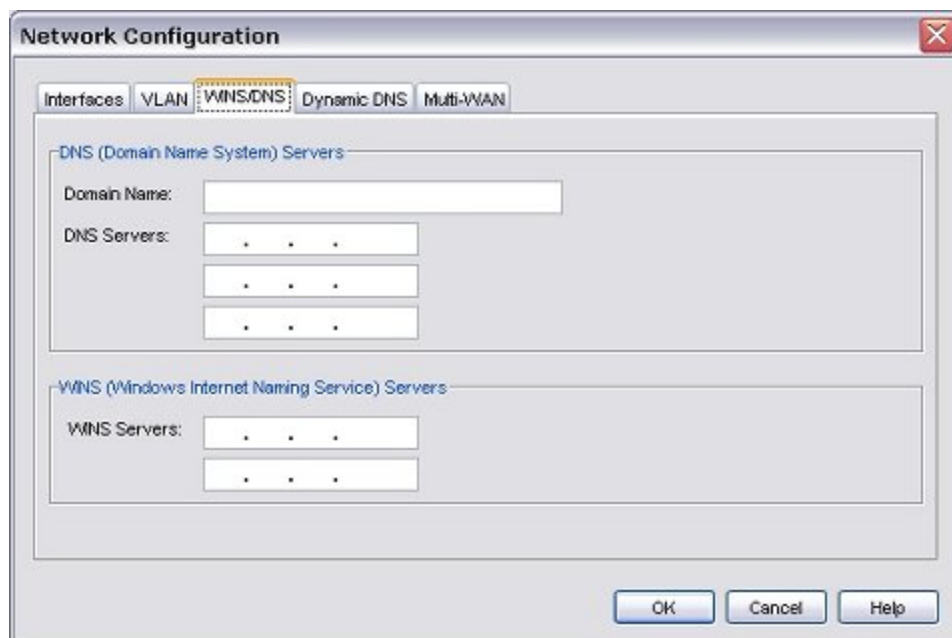 Network Configuration
Interfaces VLAN WINS/DNS Dynamic DNS Multi-WAN
DNS (Domain Name System) Servers
Domain Name:
DNS Servers: . . .
. . .
. . .
WINS (Windows Internet Naming Service) Servers
WINS Servers: . . .
. . .
OK Cancel Help